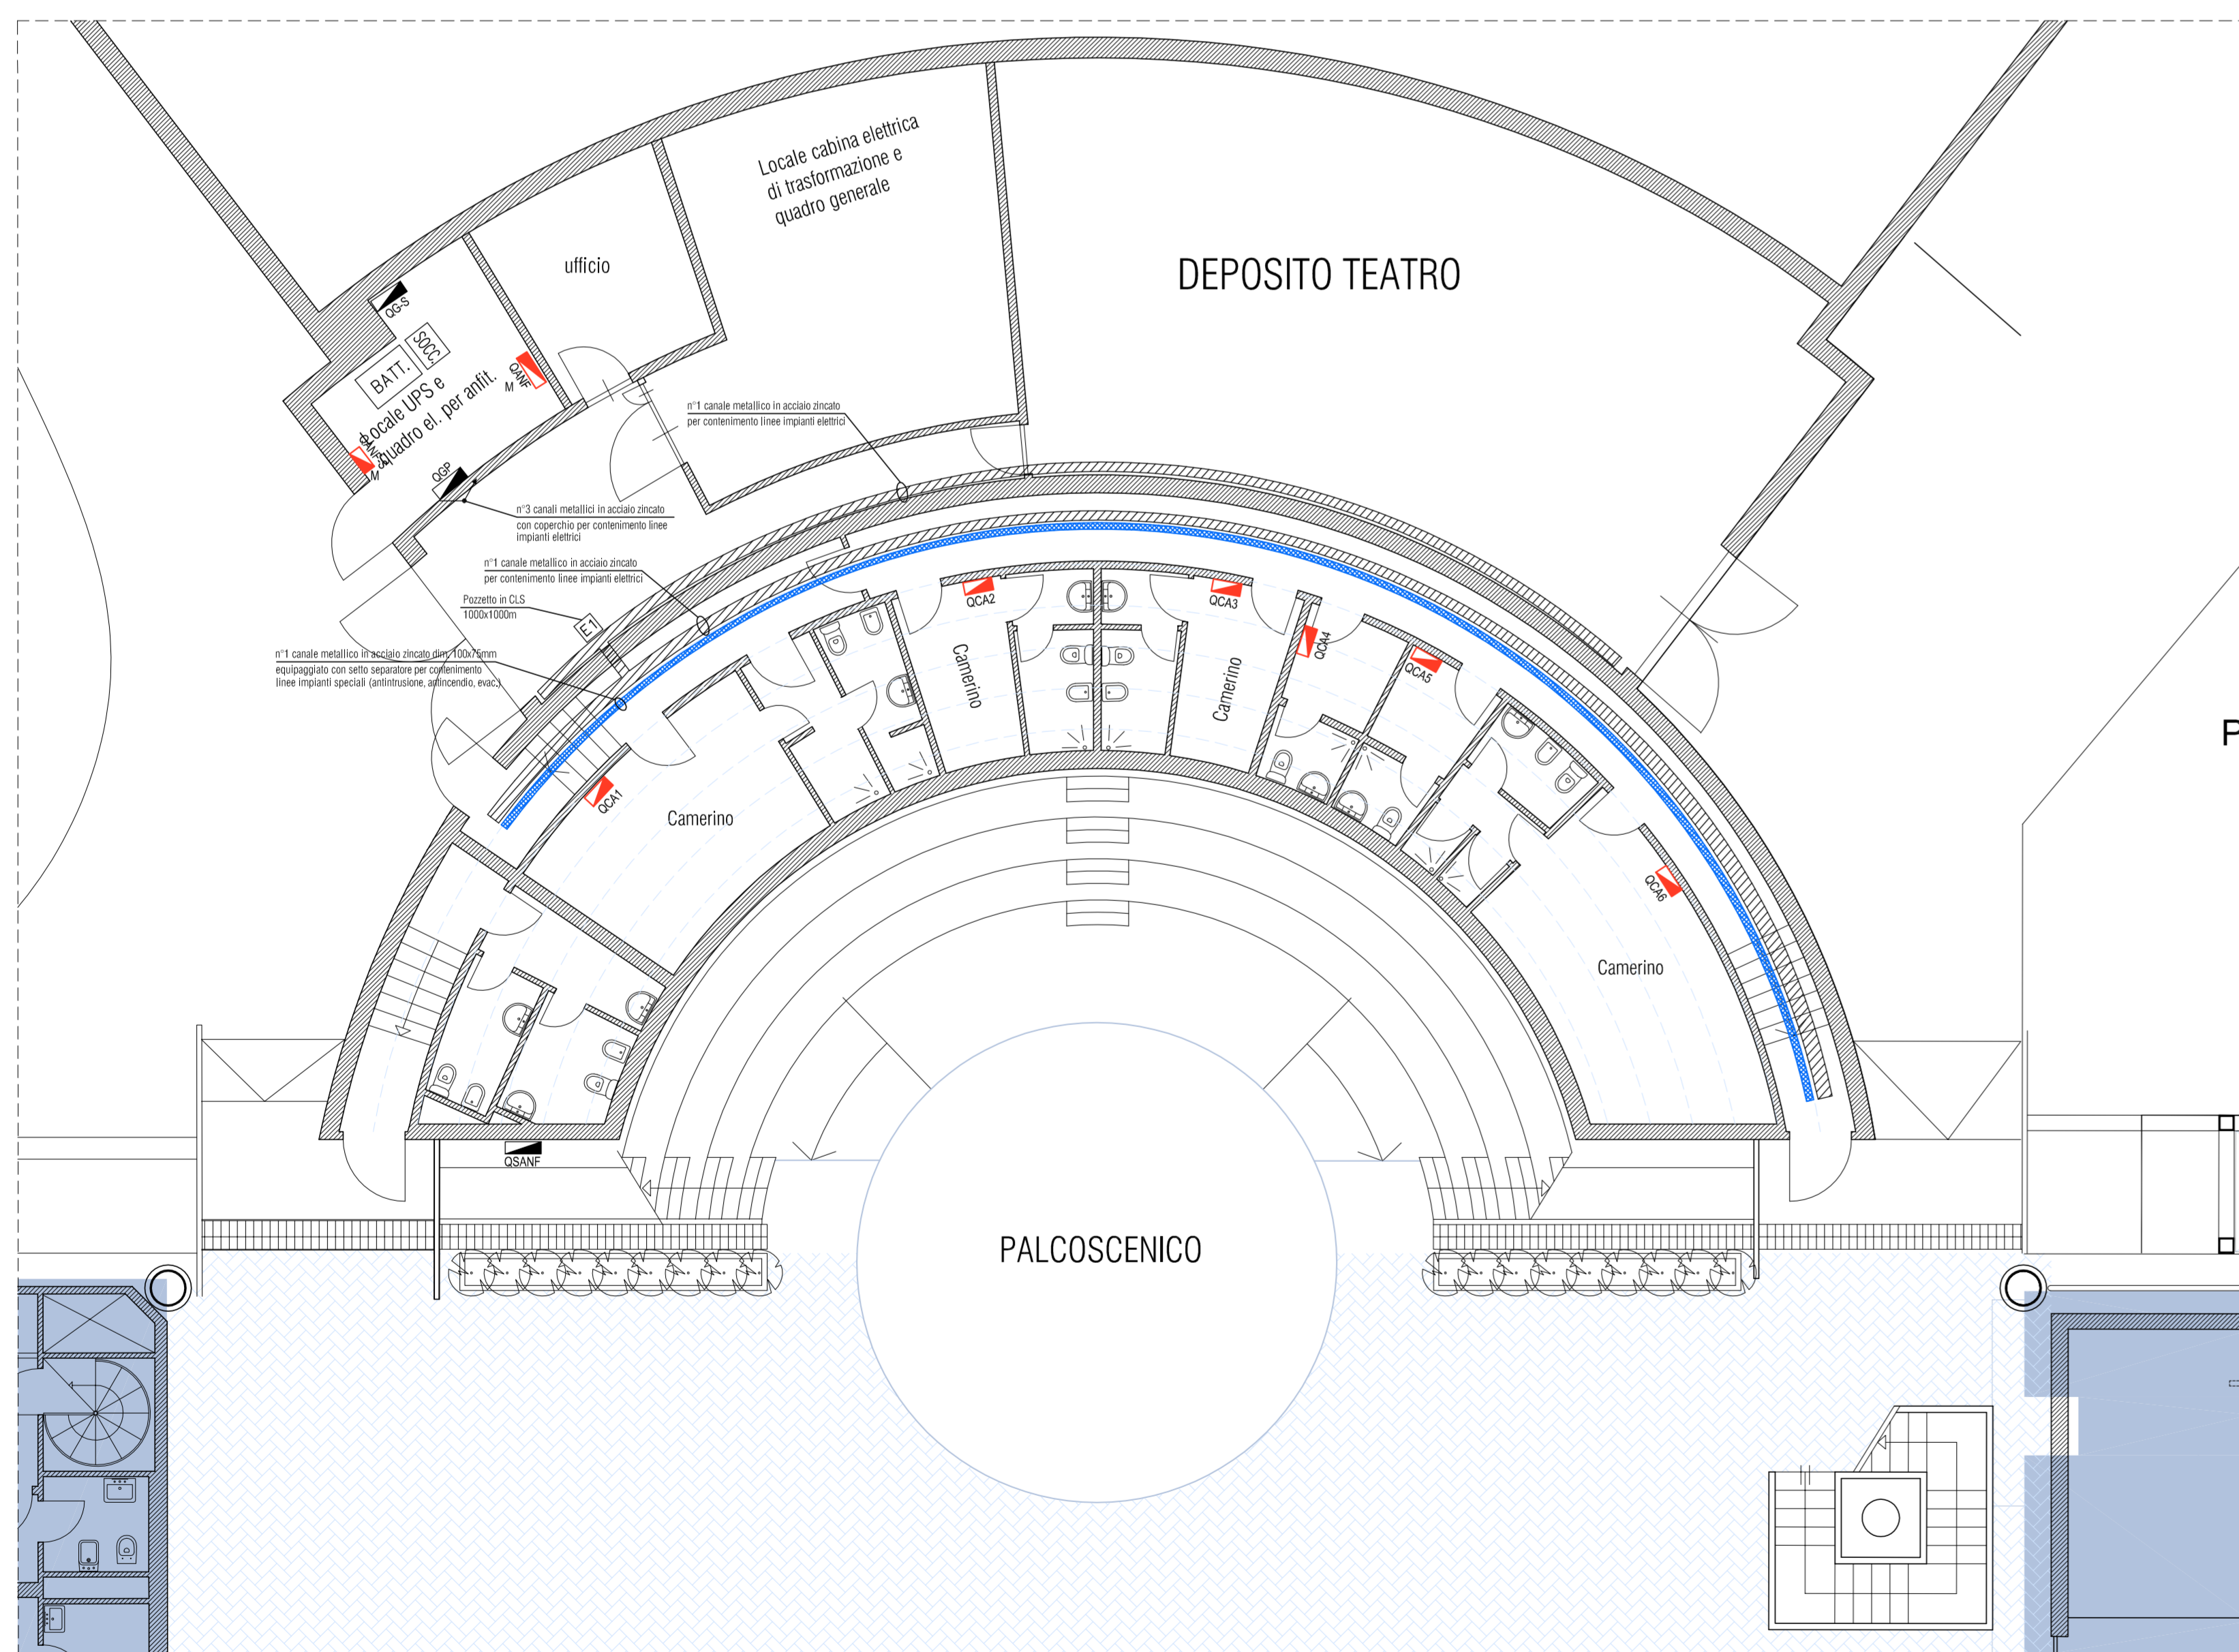 Locale cabina elettrica
di trasformazione e
quadro generale
ufficio
DEPOSITO TEATRO
QG-S
SOCC.
BATT.
QANF
M
Locale UPS e
quadro el. per anfit.
M
QGP
n°1 canale metallico in acciaio zincato
per contenimento linee impianti elettrici
n°3 canali metallici in acciaio zincato
con coperchio per contenimento linee
impianti elettrici
n°1 canale metallico in acciaio zincato
per contenimento linee impianti elettrici
Pozzetto in CLS
1000x1000m
E1
n°1 canale metallico in acciaio zincato dim. 100x75mm
equipaggiato con setto separatore per contenimento
linee impianti speciali (antintrusione, antincendio, evac.)
QCA1
QCA2
QCA3
QCA4
QCA5
QCA6
Camerino
Camerino
Camerino
Camerino
QSANF
PALCOSCENICO
P